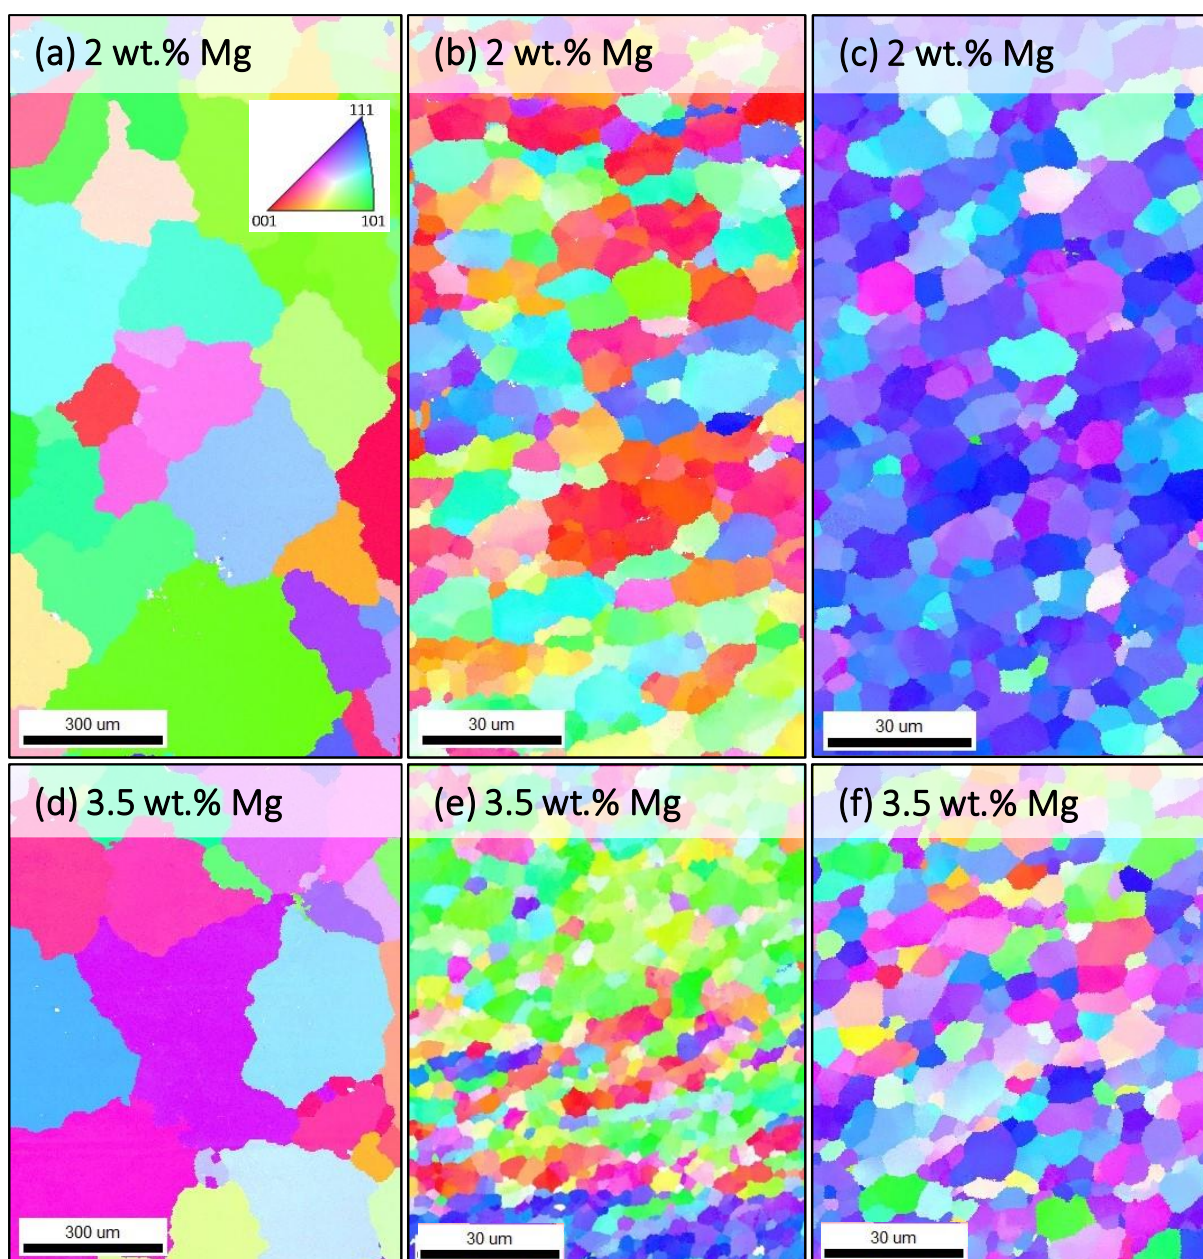 (a) 2 wt.% Mg
(b) 2 wt.% Mg
(c) 2 wt.% Mg
111
001
101
300 um
30 um
30 um
(d) 3.5 wt.% Mg
(e) 3.5 wt.% Mg
(f) 3.5 wt.% Mg
300 um
30 um
30 um